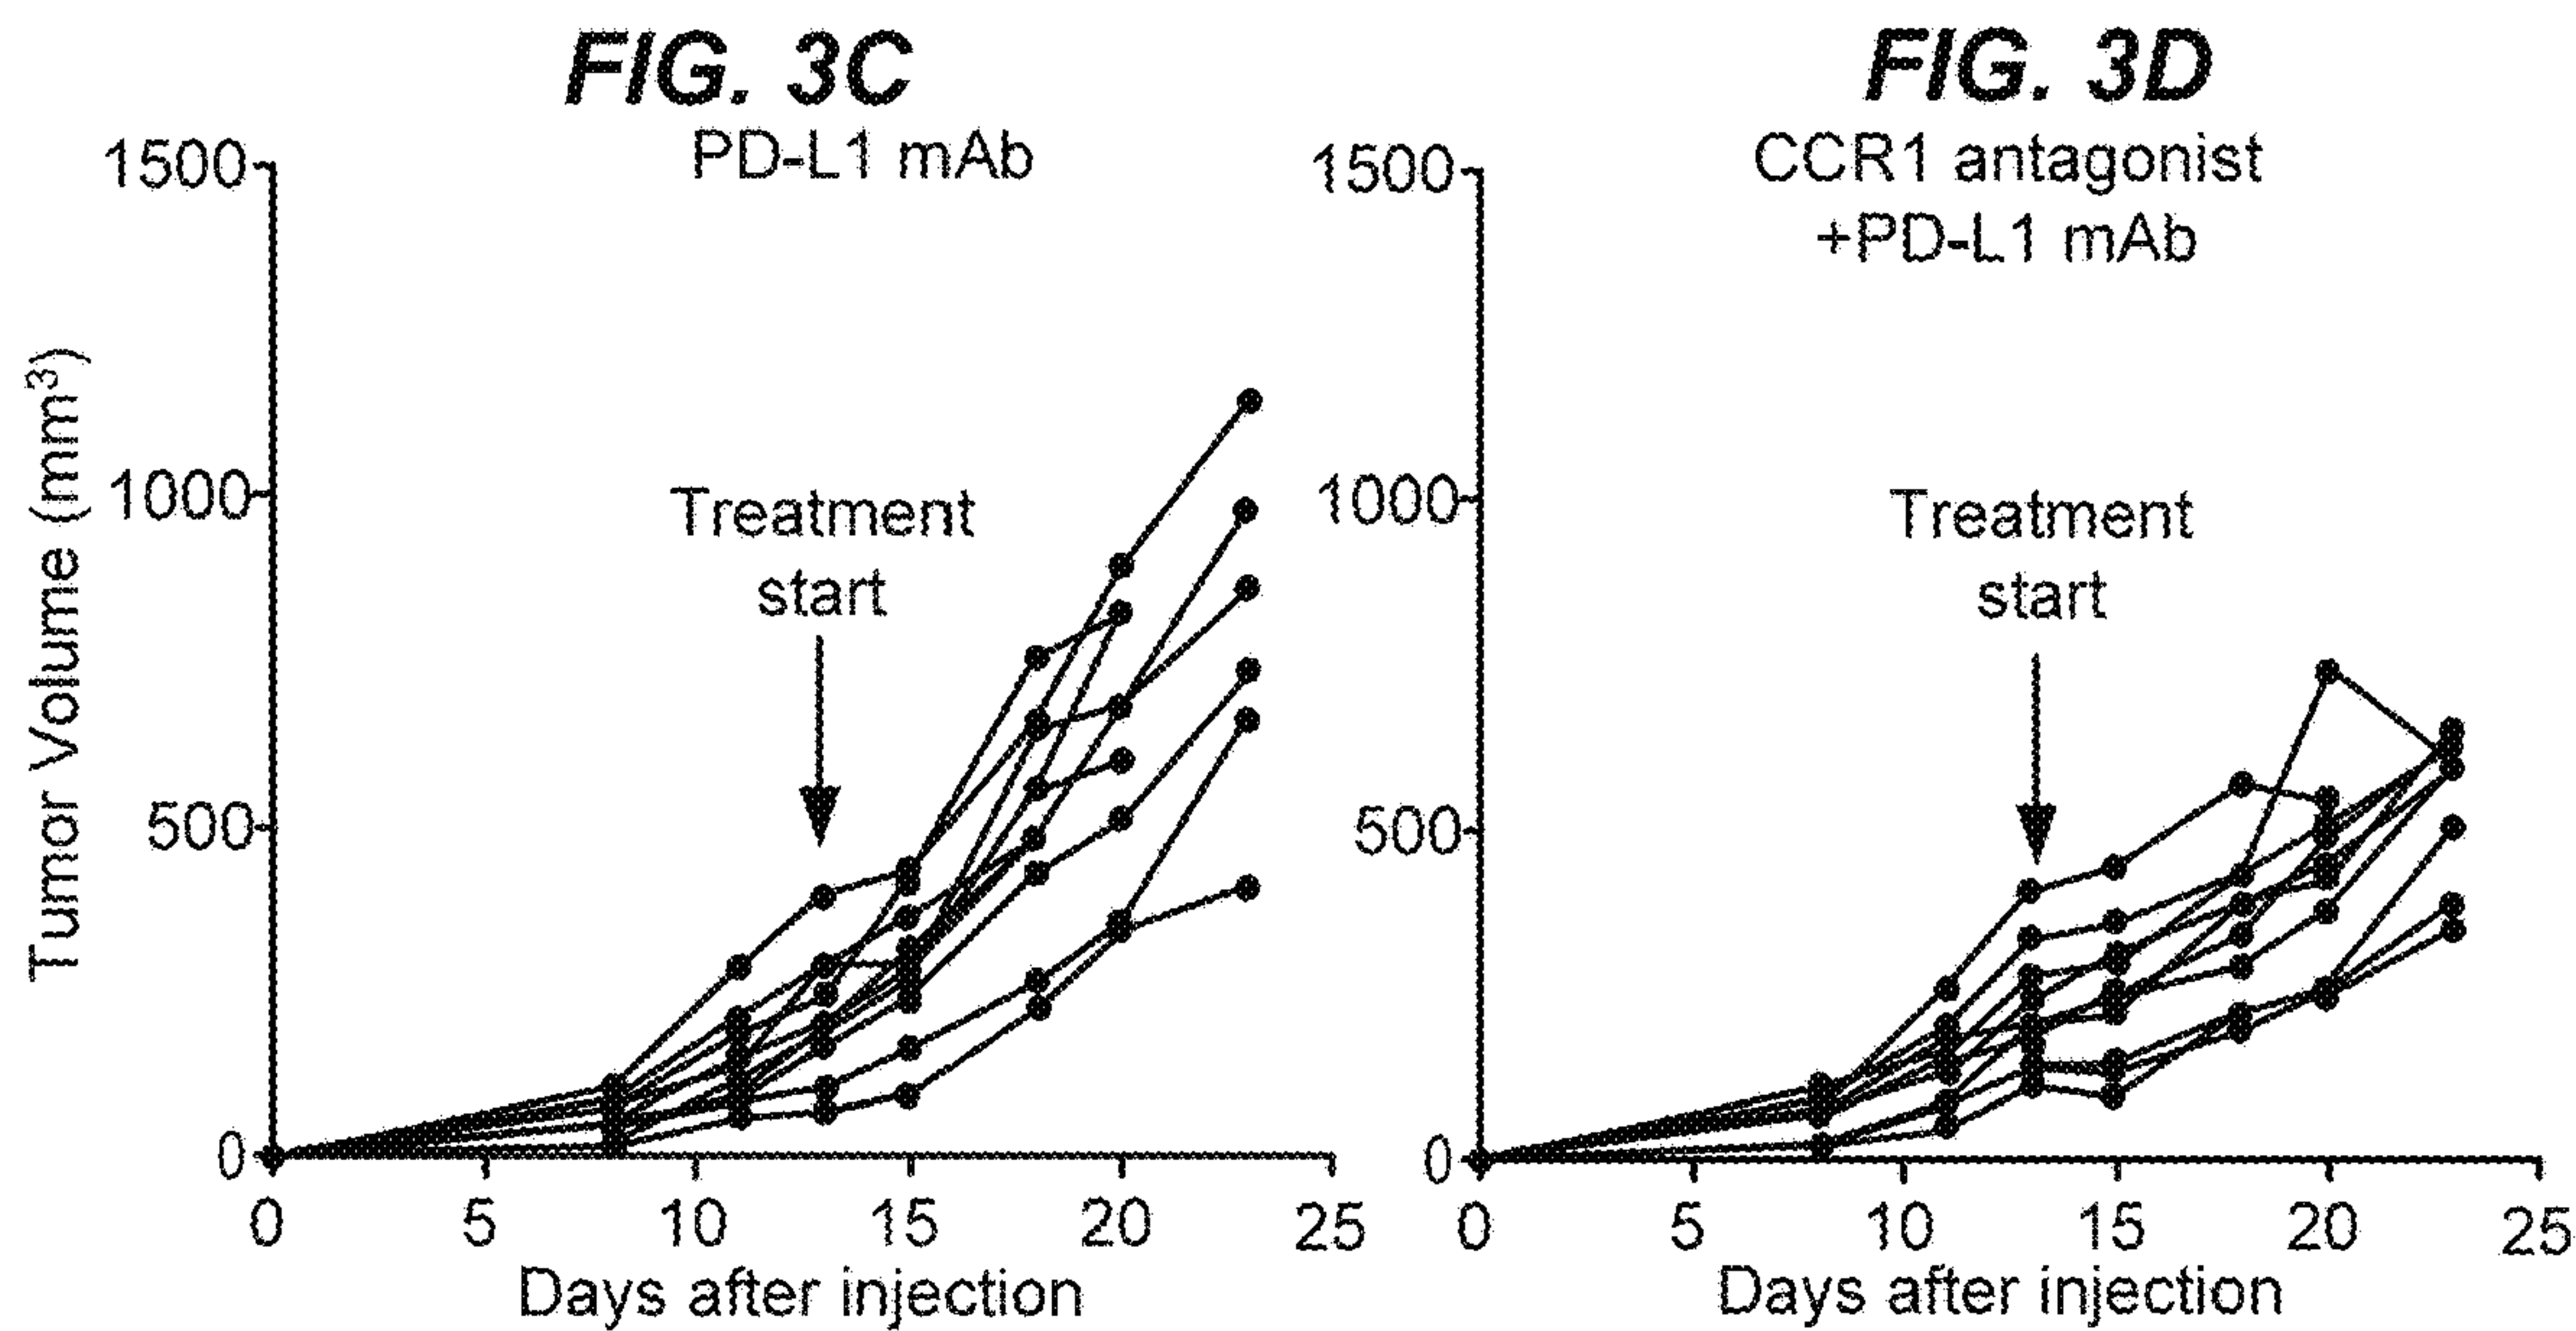 FIG. 3C
PD-L1 mAb
1500
1000
500
0
Tumor Volume (mm³)
Treatment
start
0 5 10 15 20 25
Days after injection
FIG. 3D
CCR1 antagonist
+PD-L1 mAb
1500
1000
500
0
Treatment
start
0 5 10 15 20 25
Days after injection